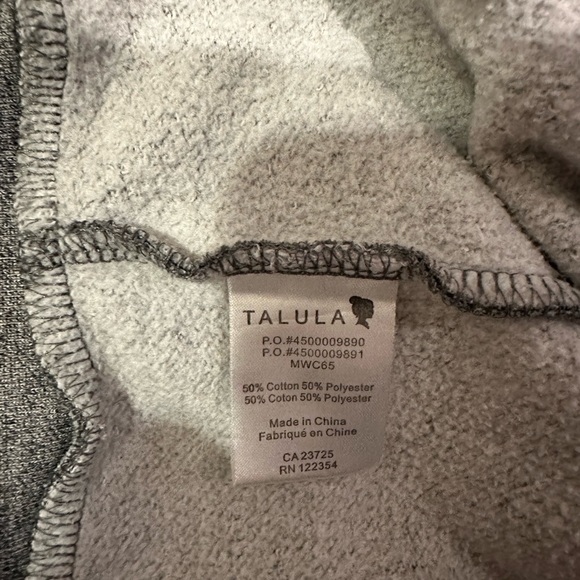 TALULA
P.O.#4500009890
P.O.#4500009891
MWC65
50% Cotton 50% Polyester
50% Coton 50% Polyester
Made in China
Fabriqué en Chine
CA 23725
RN 122354